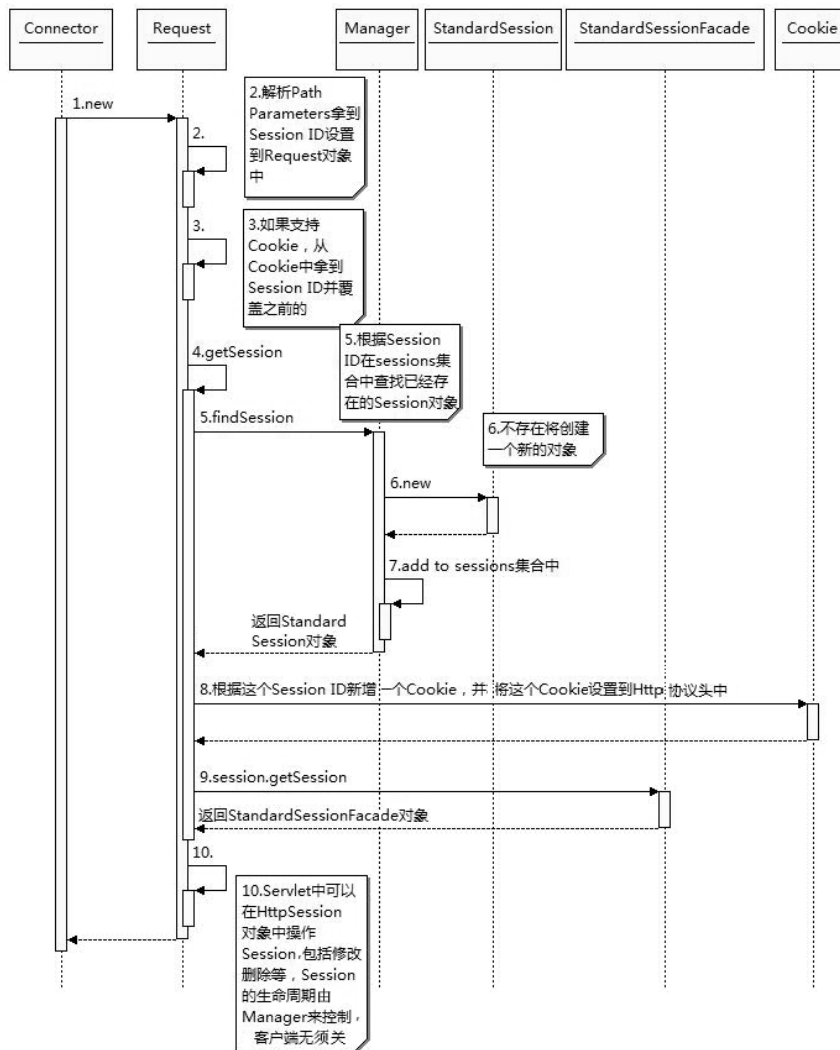 Connector
Request
Manager
StandardSession
StandardSessionFacade
Cookie
1.new
2.
2.解析Path
Parameters拿到
Session ID设置
到Request对象
中
3.
3.如果支持
Cookie，从
Cookie中拿到
Session ID并覆
盖之前的
4.getSession
5.根据Session
ID在sessions集
合中查找已经存
在的Session对象
5.findSession
6.不存在将创建
一个新的对象
6.new
7.add to sessions集合中
返回Standard
Session对象
8.根据这个Session ID新增一个Cookie，并 将这个Cookie设置到Http 协议头中
9.session.getSession
返回StandardSessionFacade对象
10.
10.Servlet中可以
在HttpSession
对象中操作
Session,包括修改
删除等，Session
的生命周期由
Manager来控制，
客户端无须关